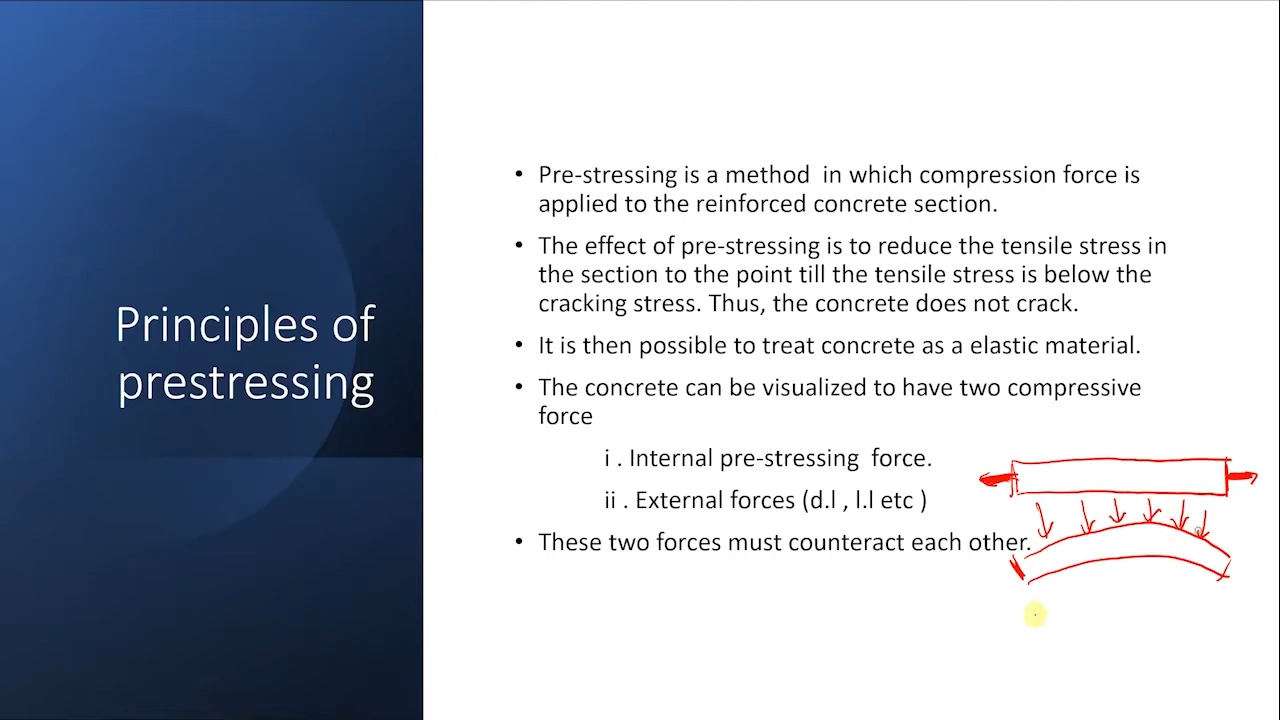 Principles of
prestressing
• Pre-stressing is a method in which compression force is
applied to the reinforced concrete section.
• The effect of pre-stressing is to reduce the tensile stress in
the section to the point till the tensile stress is below the
cracking stress. Thus, the concrete does not crack.
• It is then possible to treat concrete as a elastic material.
• The concrete can be visualized to have two compressive
force
i . Internal pre-stressing force.
ii . External forces (d.l , l.l etc )
• These two forces must counteract each other.